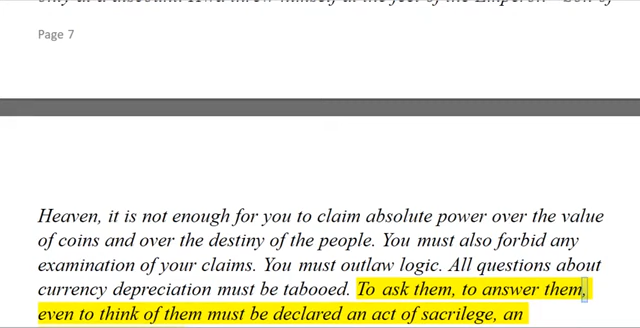 Page 7
Heaven, it is not enough for you to claim absolute power over the value
of coins and over the destiny of the people. You must also forbid any
examination of your claims. You must outlaw logic. All questions about
currency depreciation must be tabooed. To ask them, to answer them,
even to think of them must be declared an act of sacrilege, an